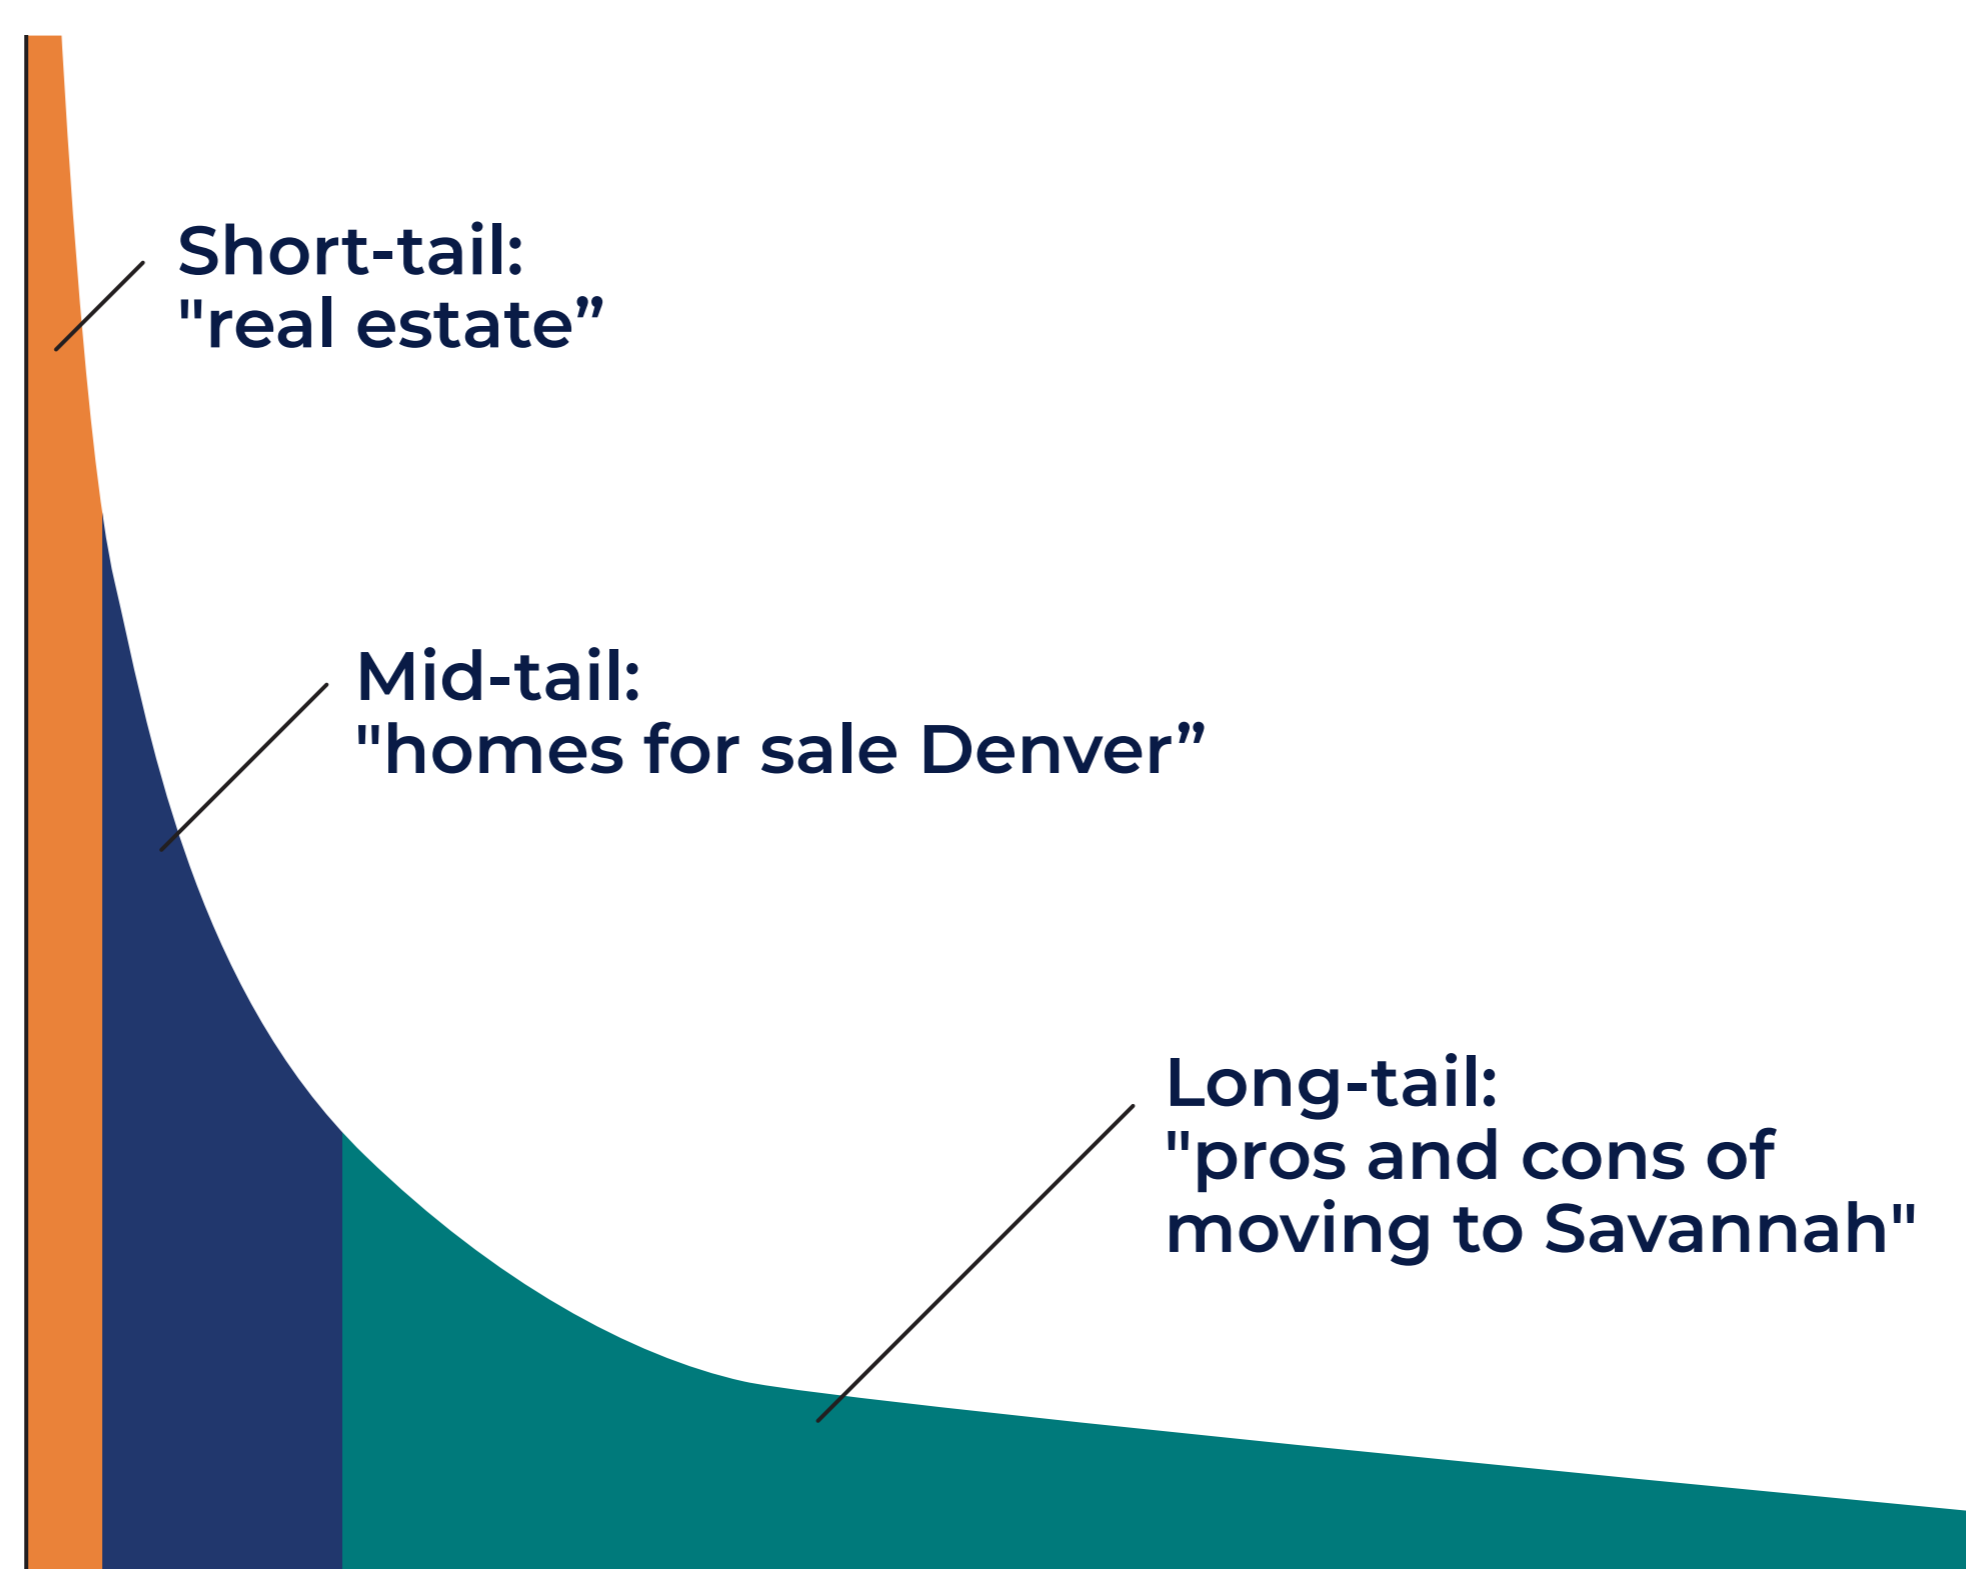 Short-tail:
"real estate”
Mid-tail:
"homes for sale Denver”
Long-tail:
"pros and cons of
moving to Savannah"